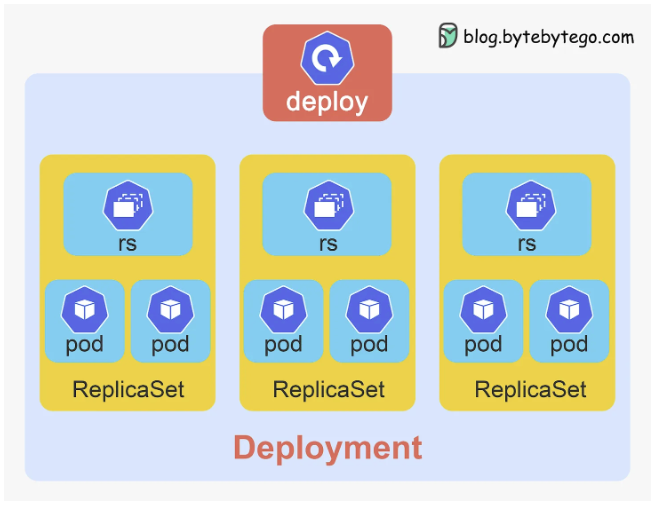 blog.bytebytego.com
deploy
rs
rs
rs
pod
pod
pod
pod
pod
pod
ReplicaSet
ReplicaSet
ReplicaSet
Deployment